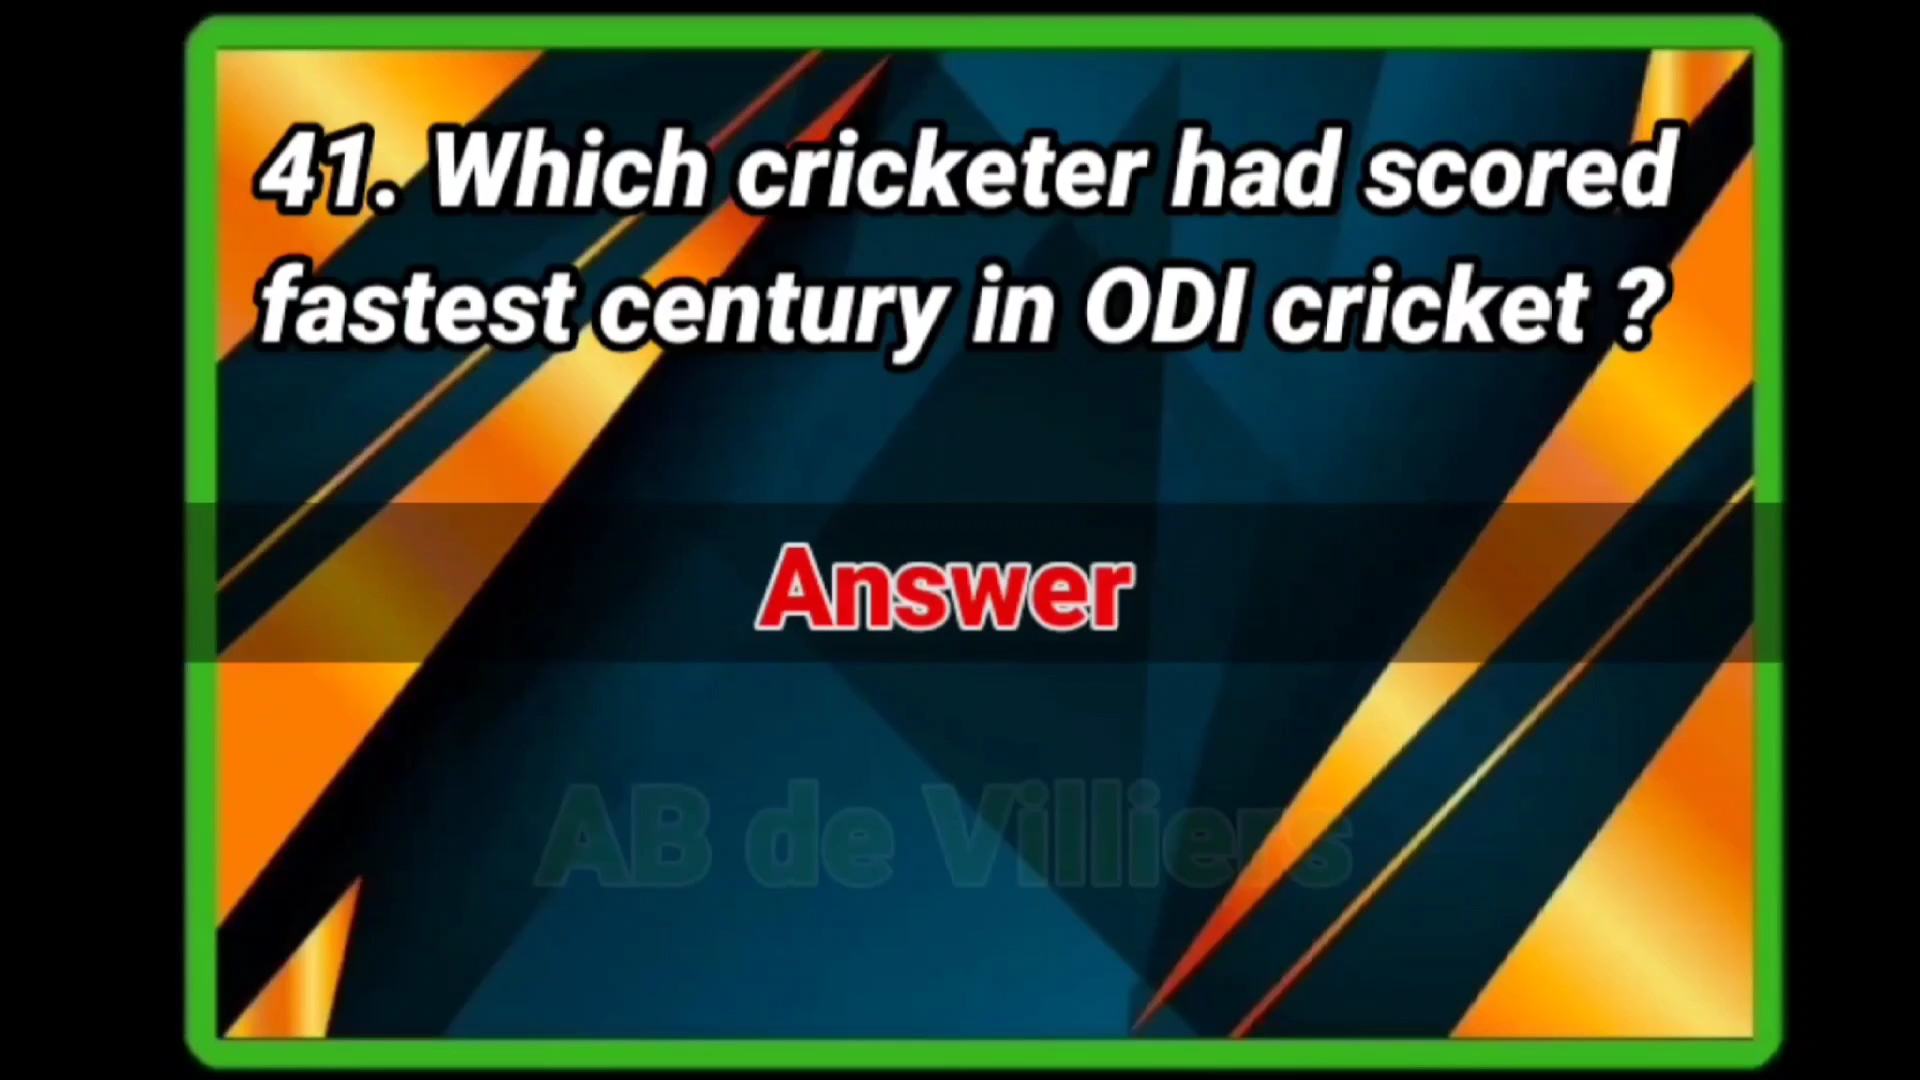 41. Which cricketer had scored
fastest century in ODI cricket ?
Answer
AB de Villiers